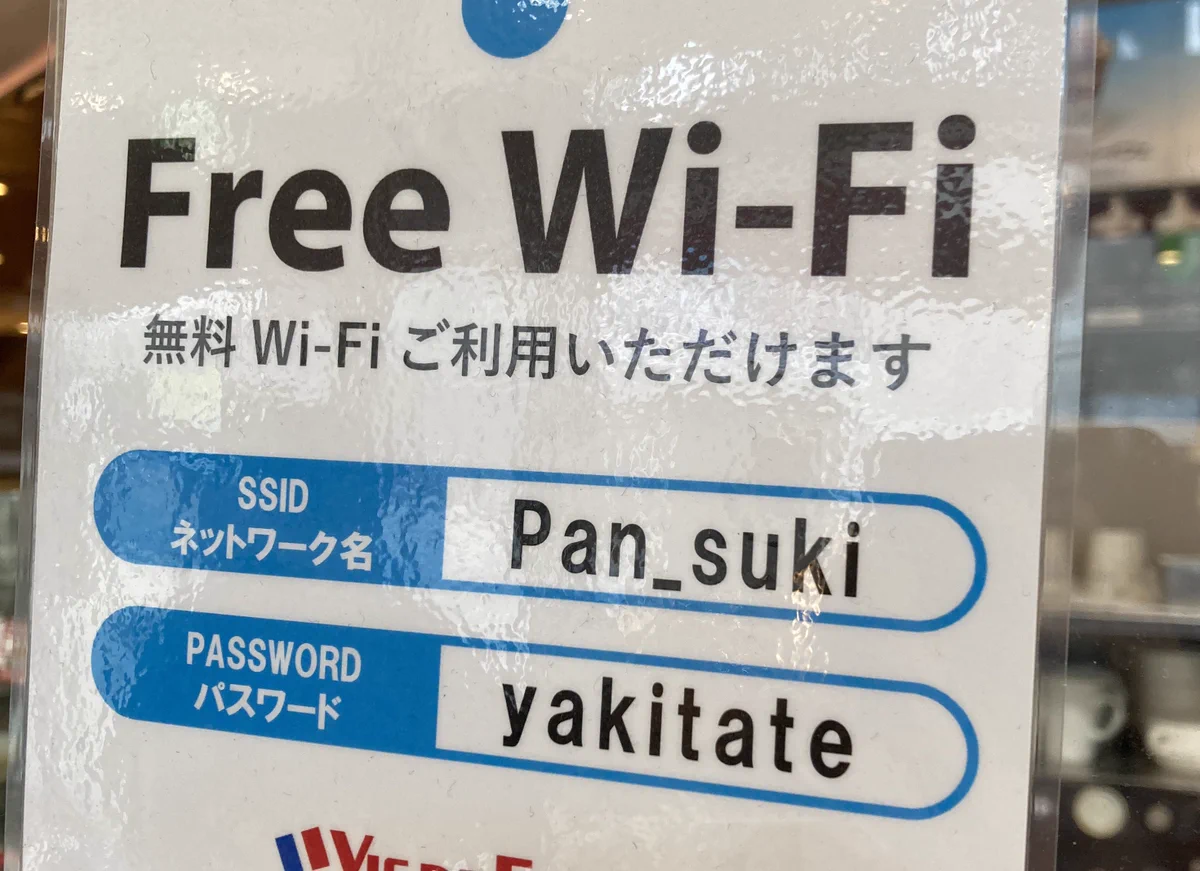 Free Wi-Fi
無料 Wi-Fi ご利用いただけます
SSID
ネットワーク名
Pan_suki
PASSWORD
パスワード
yakitate